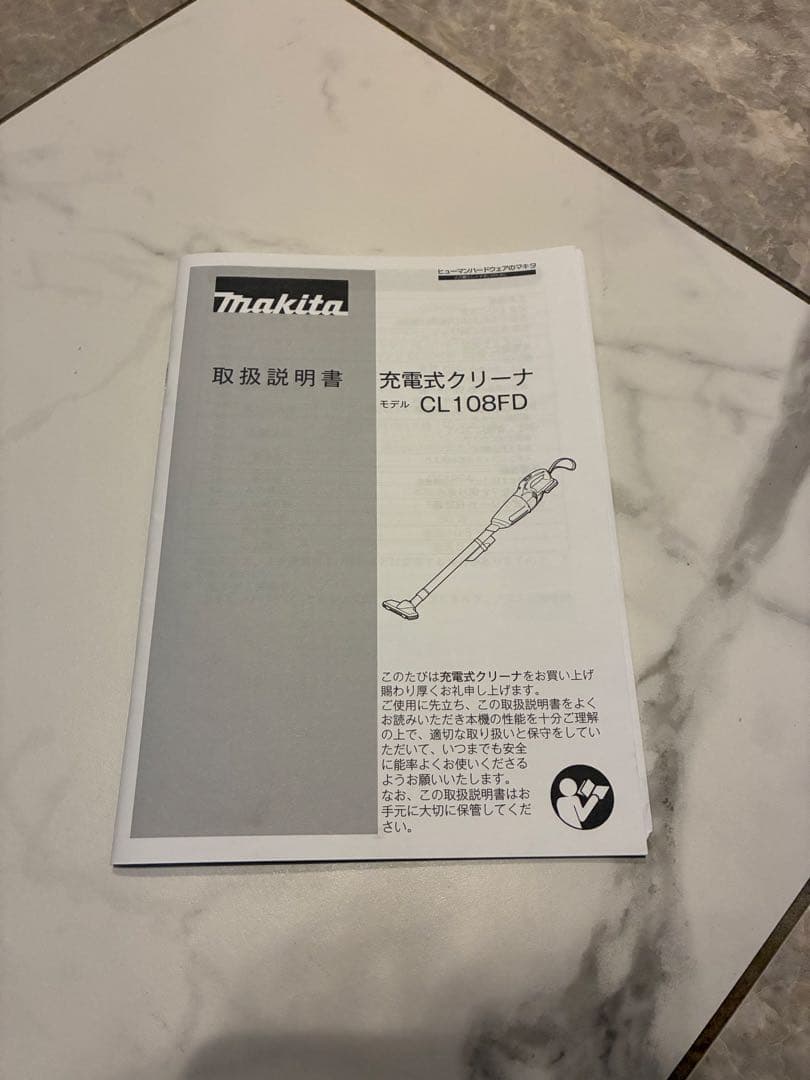 ヒューマンハードウェアのマキタ
makita
取扱説明書
充電式クリーナ
モデル CL108FD
このたびは充電式クリーナをお買い上げ
賜わり厚くお礼申し上げます。
ご使用に先立ち、この取扱説明書をよく
お読みいただき本機の性能を十分ご理解
の上で、適切な取り扱いと保守をしてい
ただいて、いつまでも安全
に能率よくお使いくださる
ようお願いいたします。
なお、この取扱説明書はお
手元に大切に保管してくだ
さい。